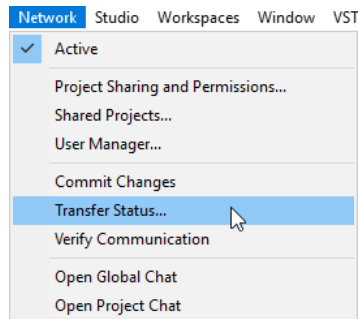 Network Studio Workspaces Window VST
Active
Project Sharing and Permissions...
Shared Projects...
User Manager...
Commit Changes
Transfer Status...
Verify Communication
Open Global Chat
Open Project Chat